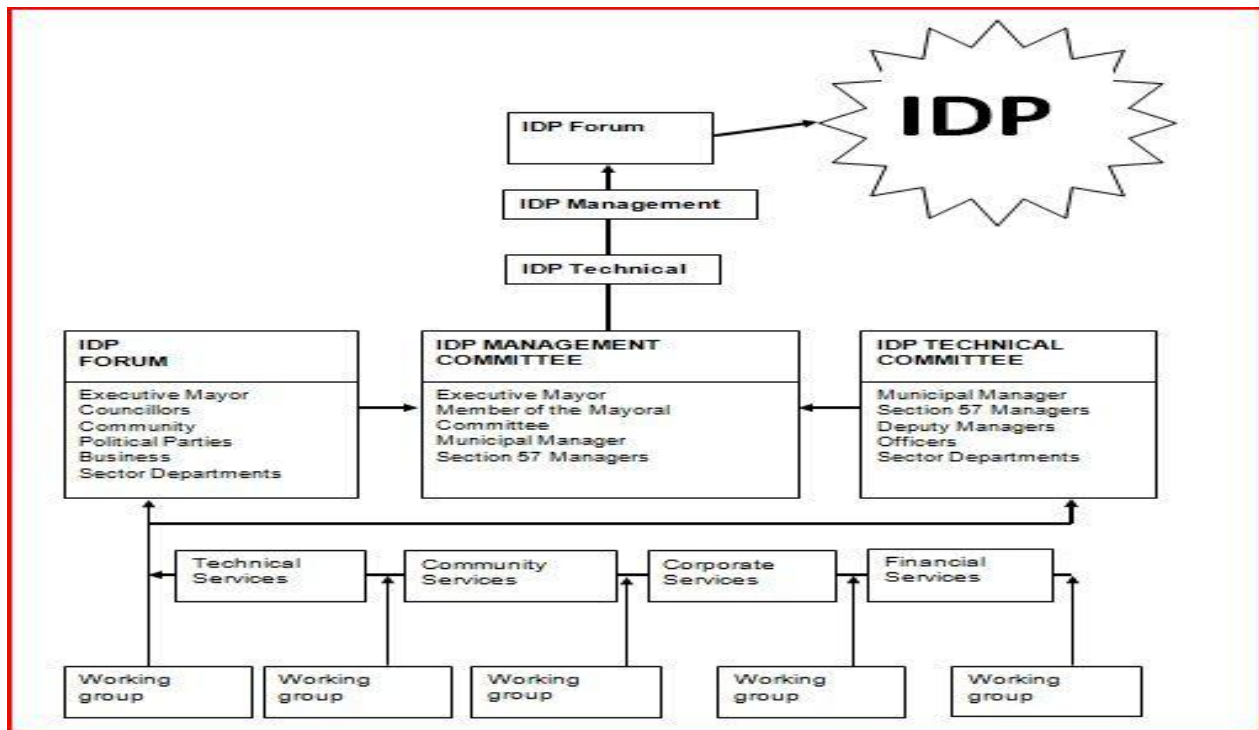 IDP
IDP Forum
IDP Management
IDP Technical
IDP
FORUM
Executive Mayor
Councillors
Community
Political Parties
Business
Sector Departments
IDP MANAGEMENT
COMMITTEE
Executive Mayor
Member of the Mayoral
Committee
Municipal Manager
Section 57 Managers
IDP TECHNICAL
COMMITTEE
Municipal Manager
Section 57 Managers
Deputy Managers
Officers
Sector Departments
Technical
Services
Community
Services
Corporate
Services
Financial
Services
Working
group
Working
group
Working
group
Working
group
Working
group